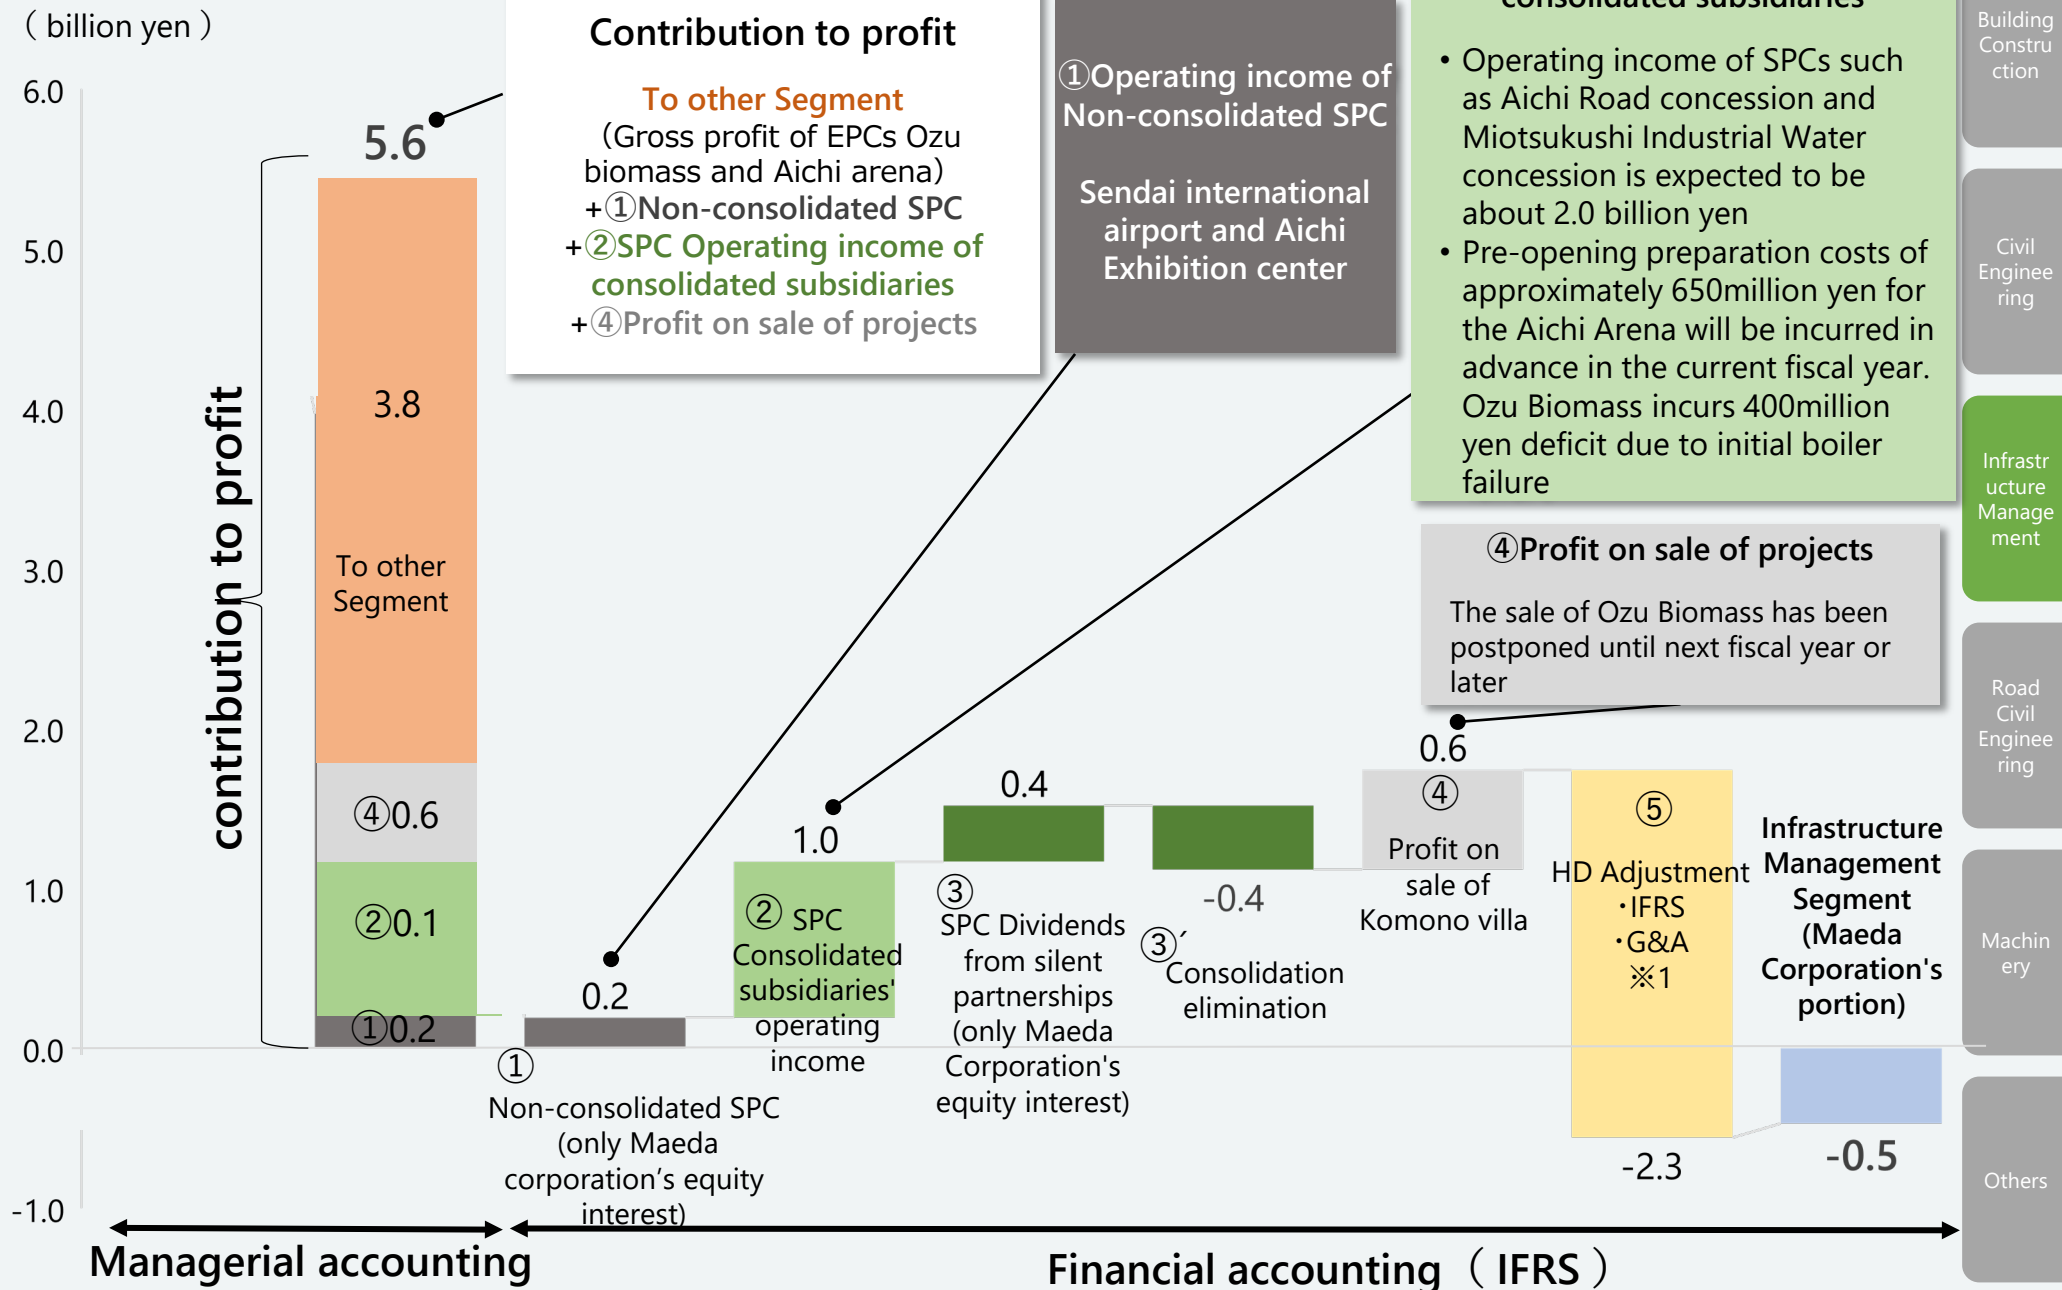 （ billion yen ）
6.0
5.0
4.0
3.0
2.0
1.0
0.0
-1.0
contribution to profit
5.6
3.8
To other
Segment
④0.6
②0.1
①0.2
Contribution to profit
To other Segment
（Gross profit of EPCs Ozu
biomass and Aichi arena）
+①Non-consolidated SPC
+②SPC Operating income of
consolidated subsidiaries
+④Profit on sale of projects
①Operating income of
Non-consolidated SPC
Sendai international
airport and Aichi
Exhibition center
consolidated subsidiaries
• Operating income of SPCs such
as Aichi Road concession and
Miotsukushi Industrial Water
concession is expected to be
about 2.0 billion yen
• Pre-opening preparation costs of
approximately 650million yen for
the Aichi Arena will be incurred in
advance in the current fiscal year.
Ozu Biomass incurs 400million
yen deficit due to initial boiler
failure
④Profit on sale of projects
The sale of Ozu Biomass has been
postponed until next fiscal year or
later
0.2
①
Non-consolidated SPC
(only Maeda
corporation’s equity
interest)
1.0
② SPC
Consolidated
subsidiaries'
operating
income
0.4
③
SPC Dividends
from silent
partnerships
(only Maeda
Corporation's
equity interest)
-0.4
③´
Consolidation
elimination
0.6
④
Profit on
sale of
Komono villa
⑤
HD Adjustment
・IFRS
・G&A
※1
-2.3
Infrastructure
Management
Segment
(Maeda
Corporation's
portion)
-0.5
Managerial accounting
Financial accounting （ IFRS ）
Building
Constru
ction
Civil
Enginee
ring
Infrastr
ucture
Manage
ment
Road
Civil
Enginee
ring
Machin
ery
Others